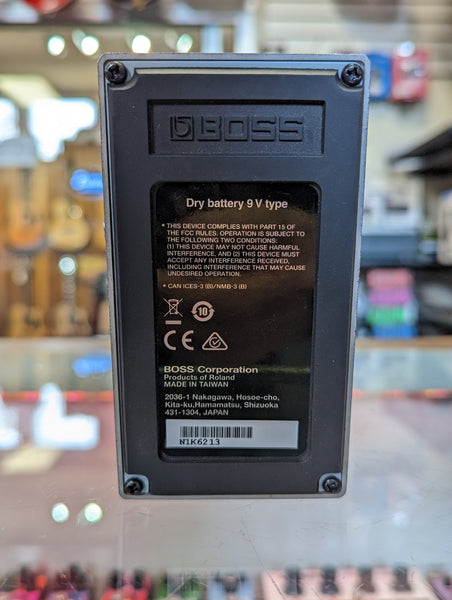 BOSS
Dry battery 9 V type
• THIS DEVICE COMPLIES WITH PART 15 OF
THE FCC RULES. OPERATION IS SUBJECT TO
THE FOLLOWING TWO CONDITIONS:
(1) THIS DEVICE MAY NOT CAUSE HARMFUL
INTERFERENCE, AND (2) THIS DEVICE MUST
ACCEPT ANY INTERFERENCE RECEIVED,
INCLUDING INTERFERENCE THAT MAY CAUSE
UNDESIRED OPERATION.
• CAN ICES-3 (B)/NMB-3 (B)
10
CE
BOSS Corporation
Products of Roland
MADE IN TAIWAN
2036-1 Nakagawa, Hosoe-cho,
Kita-ku,Hamamatsu, Shizuoka
431-1304, JAPAN
N1K6213